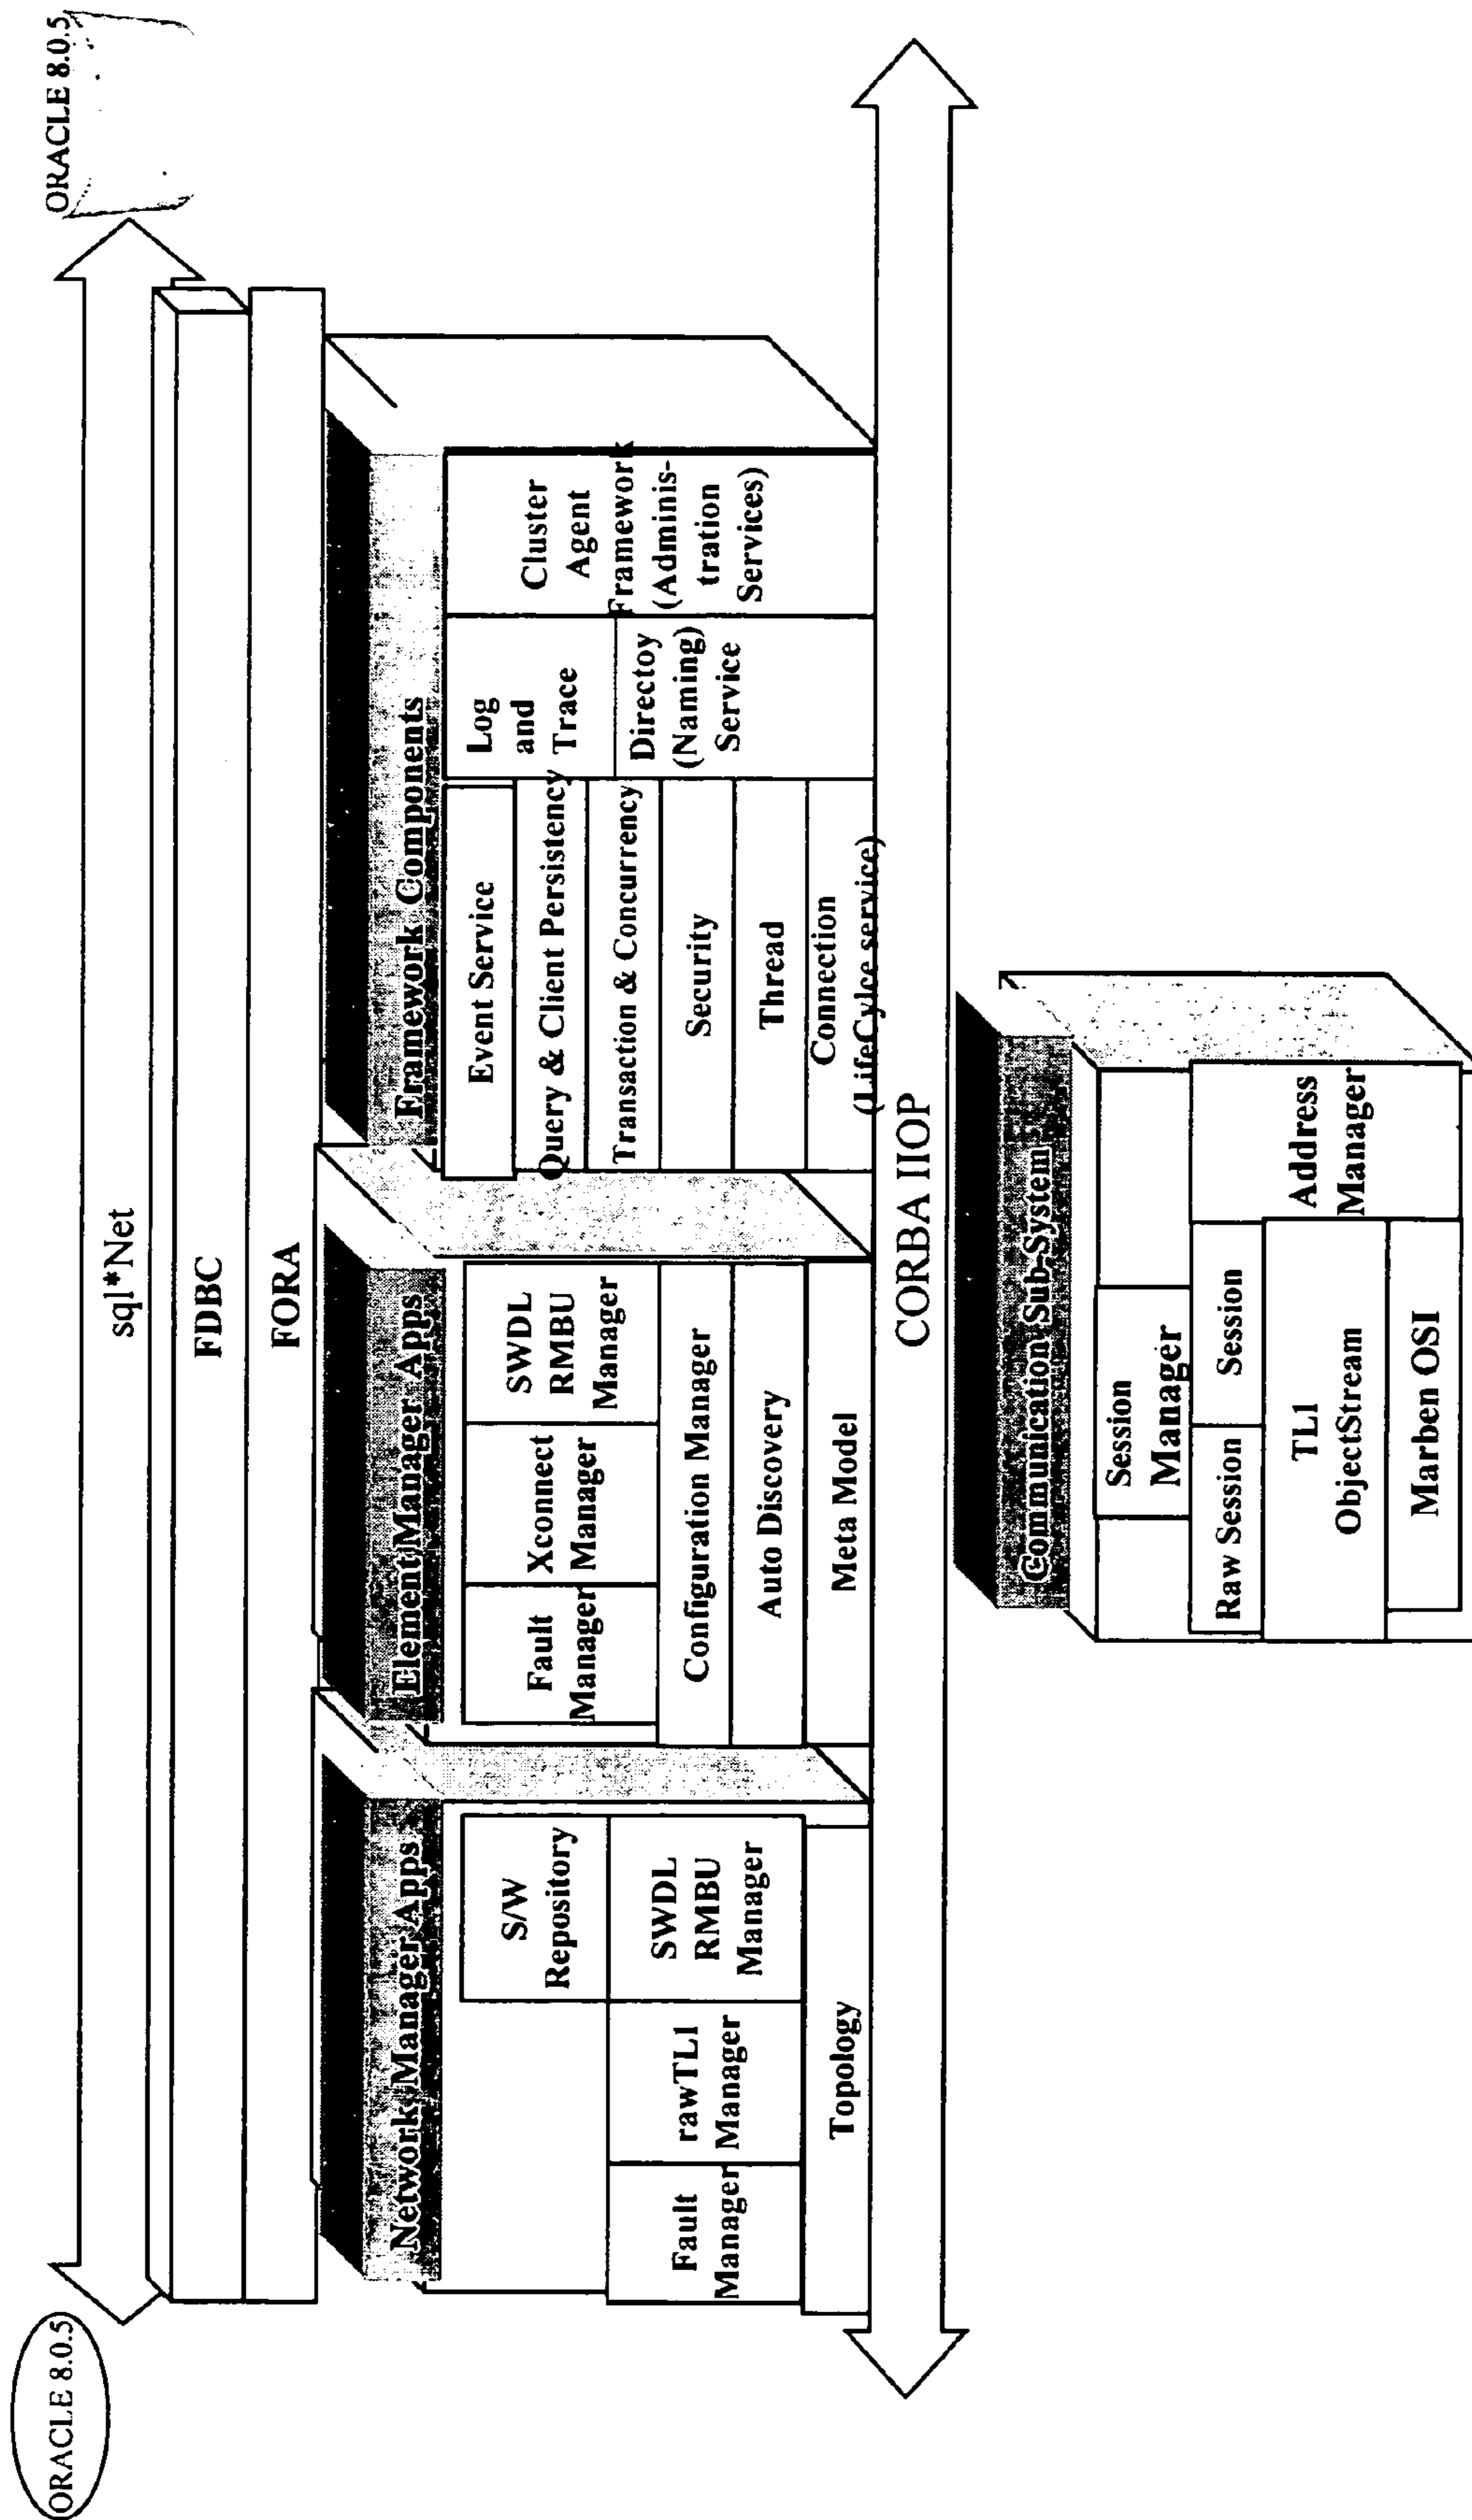 ORACLE 8.0.5
ORACLE 8.0.5
sql*Net
FDBC
FORA
Network Manager Apps
S/W
Repository
Fault
Manager
rawTL1
Manager
SWDL
RMBU
Manager
Topology
Element Manager Apps
Fault
Manager
Xconnect
Manager
SWDL
RMBU
Manager
Configuration Manager
Auto Discovery
Meta Model
Framework Components
Event Service
Query & Client Persistency
Transaction & Concurrency
Security
Thread
Connection
(LifeCylce service)
Log
and
Trace
Directoy
(Naming)
Service
Cluster
Agent
Framework
(Adminis-
tration
Services)
CORBA IIOP
Communication Sub-System
Session
Manager
Raw Session
Session
Address
Manager
TL1
ObjectStream
Marben OSI